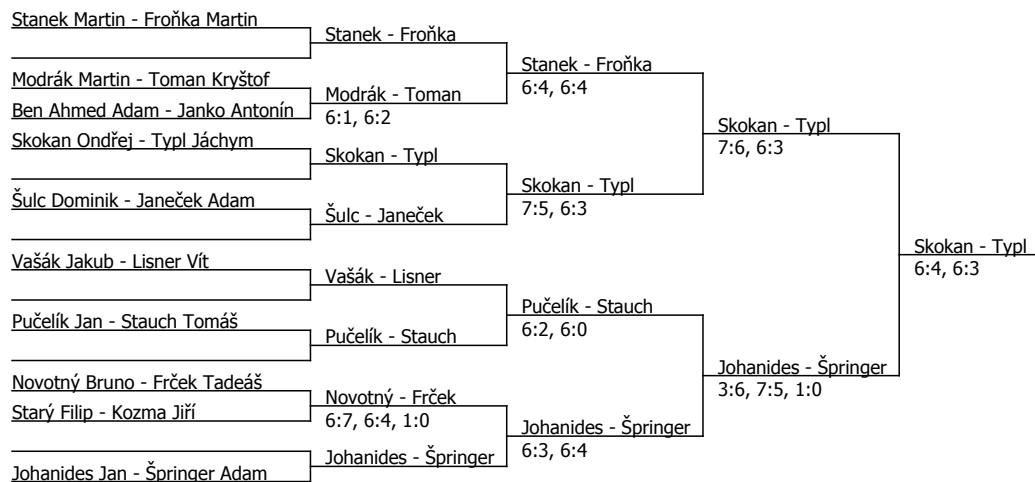 Stanek Martin - Froňka Martin
Modrák Martin - Toman Kryštof
Ben Ahmed Adam - Janko Antonín
Skokan Ondřej - Typl Jáchym
Šulc Dominik - Janeček Adam
Vašák Jakub - Lisner Vít
Pučelík Jan - Stauch Tomáš
Novotný Bruno - Frček Tadeáš
Starý Filip - Kozma Jiří
Johanides Jan - Špringer Adam
Stanek - Froňka
Modrák - Toman
6:1, 6:2
Skokan - Typl
Šulc - Janeček
Vašák - Lisner
Pučelík - Stauch
Novotný - Frček
6:7, 6:4, 1:0
Johanides - Špringer
Stanek - Froňka
6:4, 6:4
Skokan - Typl
7:5, 6:3
Pučelík - Stauch
6:2, 6:0
Johanides - Špringer
6:3, 6:4
Skokan - Typl
7:6, 6:3
Johanides - Špringer
3:6, 7:5, 1:0
Skokan - Typl
6:4, 6:3